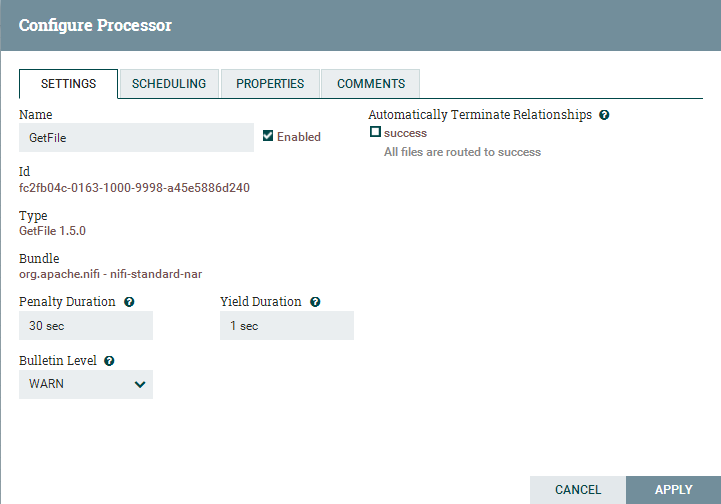 Configure Processor
SETTINGS
SCHEDULING
PROPERTIES
COMMENTS
Name
GetFile
Enabled
Automatically Terminate Relationships
success
All files are routed to success
Id
fc2fb04c-0163-1000-9998-a45e5886d240
Type
GetFile 1.5.0
Bundle
org.apache.nifi - nifi-standard-nar
Penalty Duration
Yield Duration
30 sec
1 sec
Bulletin Level
WARN
CANCEL
APPLY